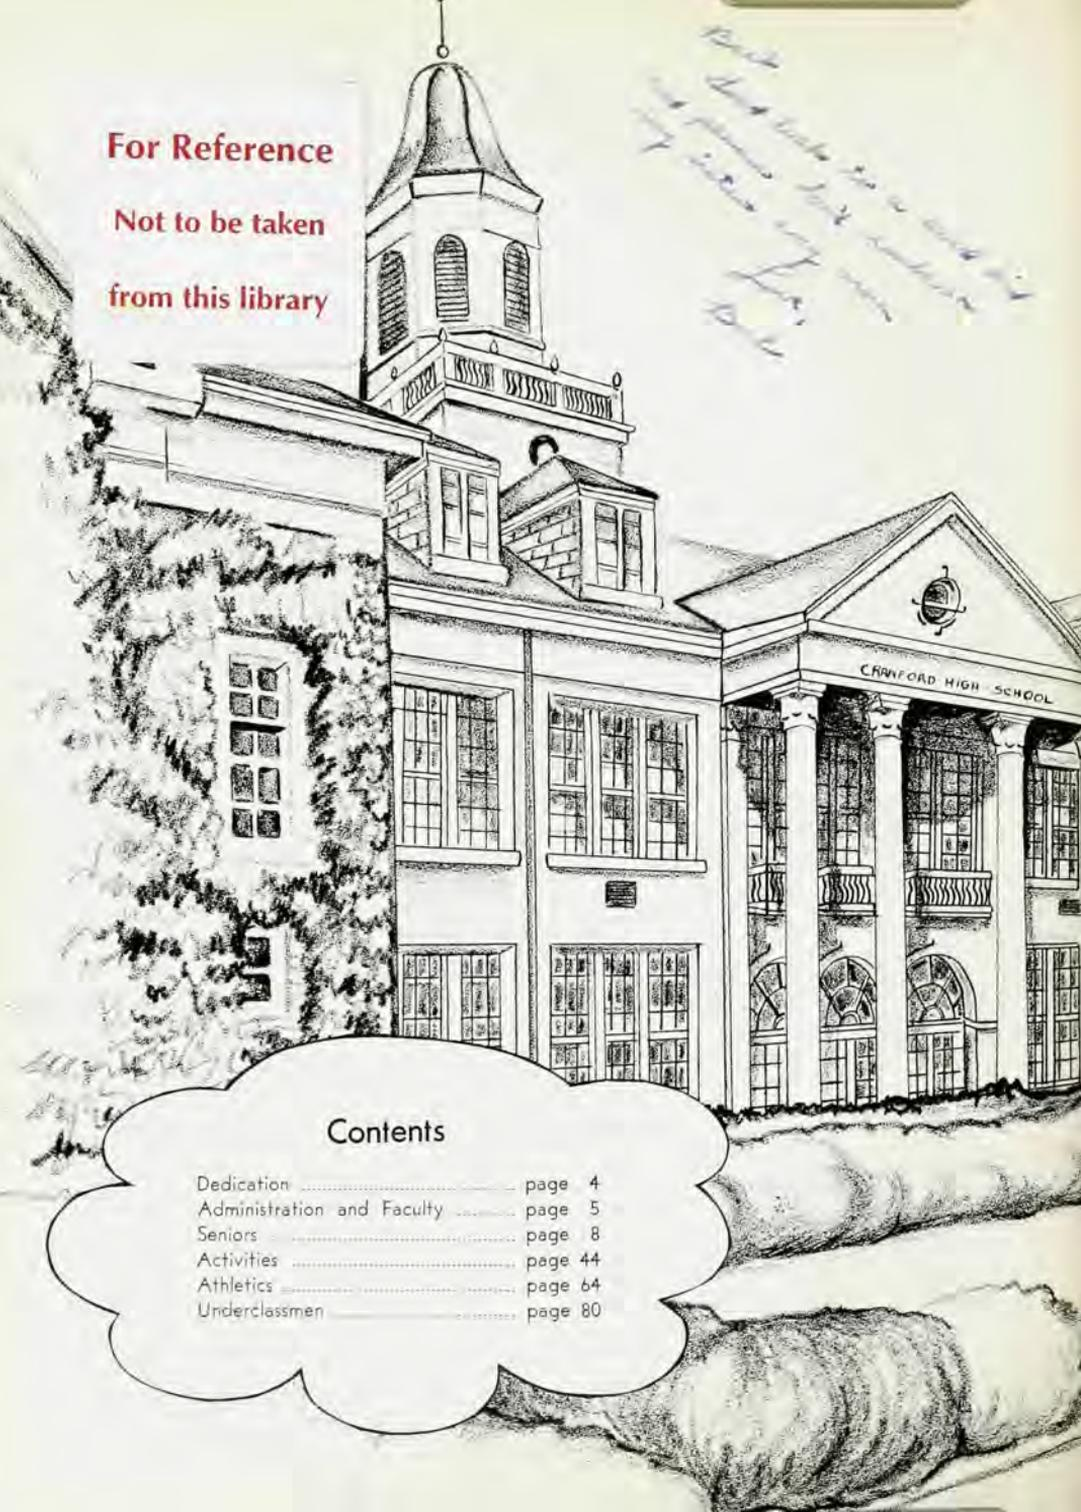 For Reference
Not to be taken
from this library
CRANFORD HIGH SCHOOL
Contents
Dedication ........ page 4
Administration and Faculty ........ page 5
Seniors ........ page 8
Activities ........ page 44
Athletics ........ page 64
Underclassmen ........ page 80